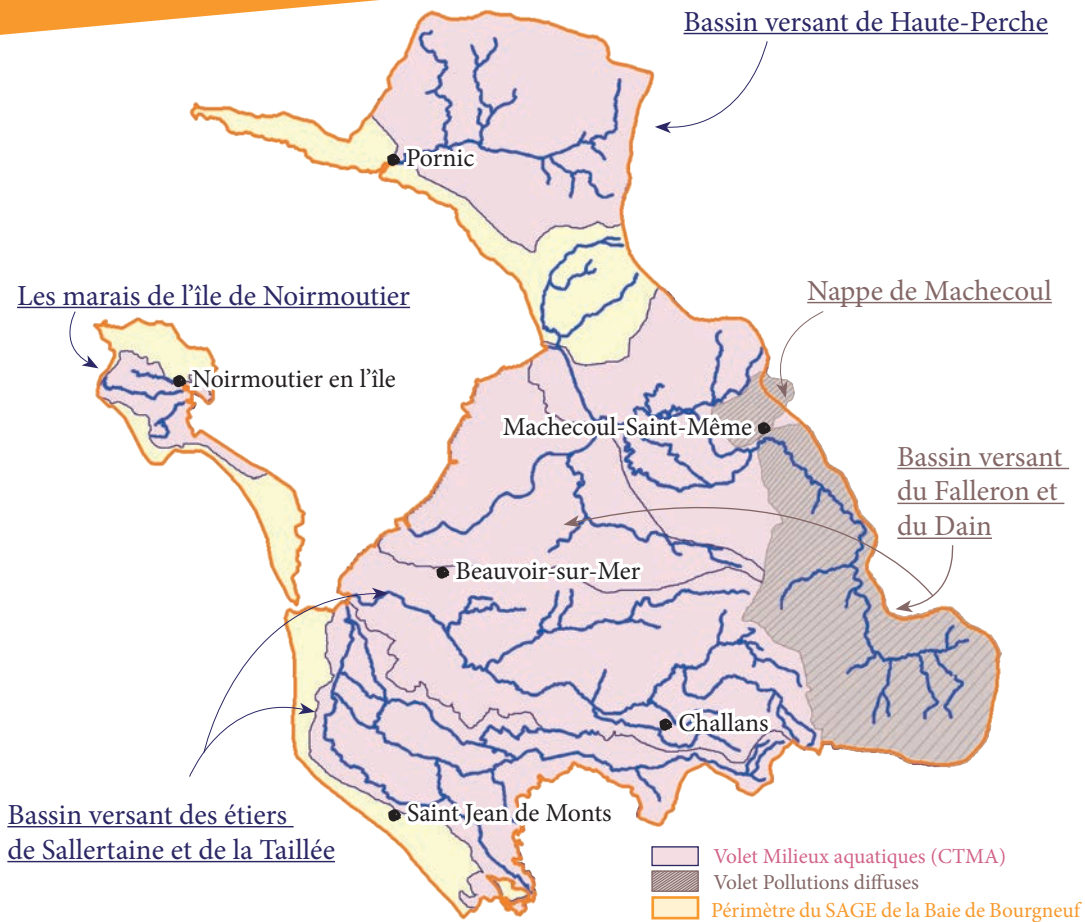 Bassin versant de Haute-Perche
Pornic
Les marais de l'île de Noirmoutier
Nappe de Machecoul
Noirmoutier en l'île
Machecoul-Saint-Même
Bassin versant
du Falleron et
du Dain
Beauvoir-sur-Mer
Challans
Bassin versant des étiers
de Sallertaine et de la Taillée
Saint Jean de Monts
Volet Milieux aquatiques (CTMA)
Volet Pollutions diffuses
Périmètre du SAGE de la Baie de Bourgneuf